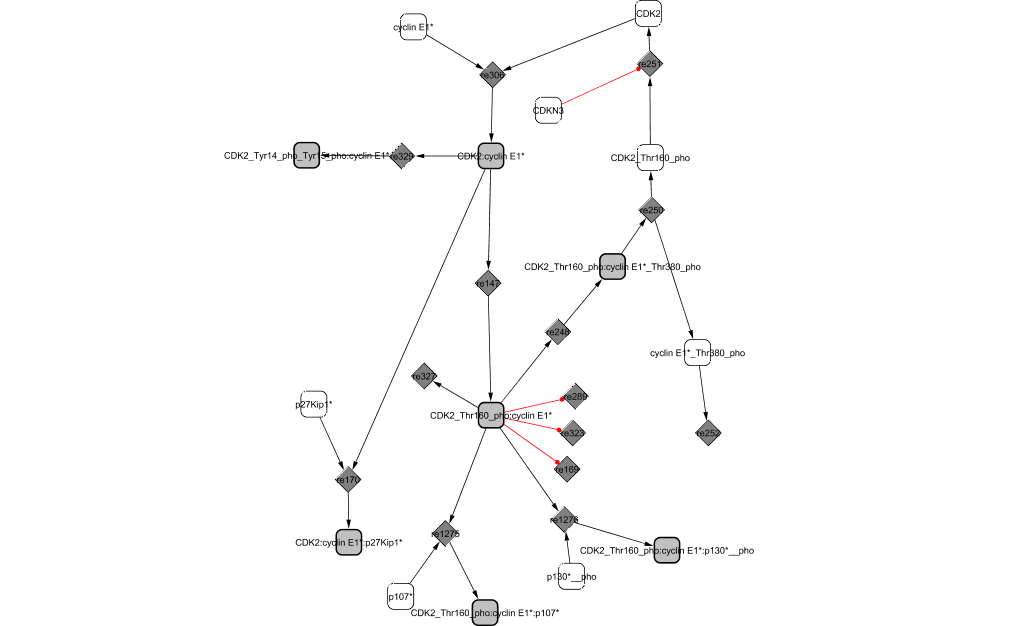 CDK2
cyclin E1*
re251
re306
CDKN3
CDK2_Tyr14_pho_Tyr15_pho:cyclin E1*
re329
CDK2:cyclin E1*
CDK2_Thr160_pho
re250
CDK2_Thr160_pho:cyclin E1*_Thr380_pho
re147
re248
cyclin E1*_Thr380_pho
re327
re289
p27Kip1*
CDK2_Thr160_pho:cyclin E1*
re323
re252
re169
re170
re1276
re1275
CDK2:cyclin E1*:p27Kip1*
CDK2_Thr160_pho:cyclin E1*:p130*__pho
p130*__pho
p107*
CDK2_Thr160_pho:cyclin E1*:p107*